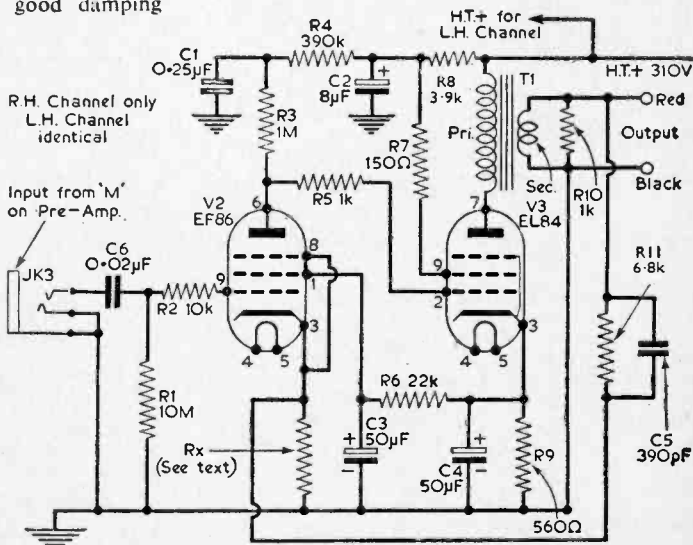 good damping
R4
390k
H.T.+ for
L.H. Channel
C1
0·25µF
C2
8µF
+
R8
3·9k
T1
H.T.+ 310V
R.H. Channel only
L.H. Channel
identical
R3
1M
R7
150Ω
Pri.
Red
Output
Sec.
Black
R10
1k
Input from 'M'
on Pre-Amp.
V2
EF86
6
R5 1k
7
V3
EL84
R11
6·8k
JK3
C6
0·02µF
8
1
9
9
2
R2 10k
3
3
4
5
4
5
R1
10M
R6 22k
C5
390pF
Rx
(See text)
+
-
C3
50µF
+
-
C4
50µF
R9
560Ω